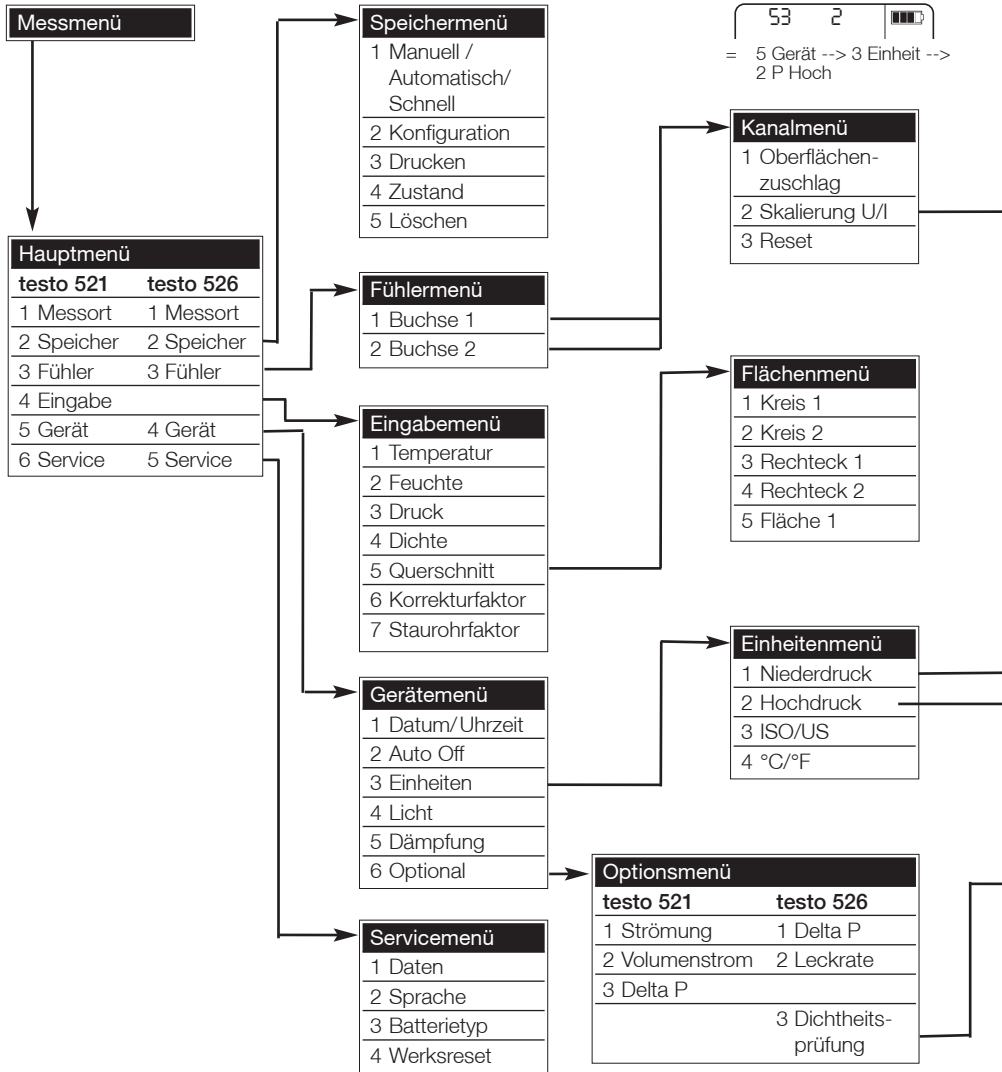 Messmenü
Hauptmenü
testo 521 testo 526
1 Messort 1 Messort
2 Speicher 2 Speicher
3 Fühler 3 Fühler
4 Eingabe
5 Gerät 4 Gerät
6 Service 5 Service
Speichermenü
1 Manuell /
Automatisch/
Schnell
2 Konfiguration
3 Drucken
4 Zustand
5 Löschen
Fühlermenü
1 Buchse 1
2 Buchse 2
Eingabemenü
1 Temperatur
2 Feuchte
3 Druck
4 Dichte
5 Querschnitt
6 Korrekturfaktor
7 Staurohrfaktor
Gerätemenü
1 Datum/Uhrzeit
2 Auto Off
3 Einheiten
4 Licht
5 Dämpfung
6 Optional
Servicemenü
1 Daten
2 Sprache
3 Batterietyp
4 Werksreset
53 2
= 5 Gerät --> 3 Einheit -->
2 P Hoch
Kanalmenü
1 Oberflächen-
zuschlag
2 Skalierung U/I
3 Reset
Flächenmenü
1 Kreis 1
2 Kreis 2
3 Rechteck 1
4 Rechteck 2
5 Fläche 1
Einheitenmenü
1 Niederdruck
2 Hochdruck
3 ISO/US
4 °C/°F
Optionsmenü
testo 521 testo 526
1 Strömung 1 Delta P
2 Volumenstrom 2 Leckrate
3 Delta P
3 Dichtheits-
prüfung